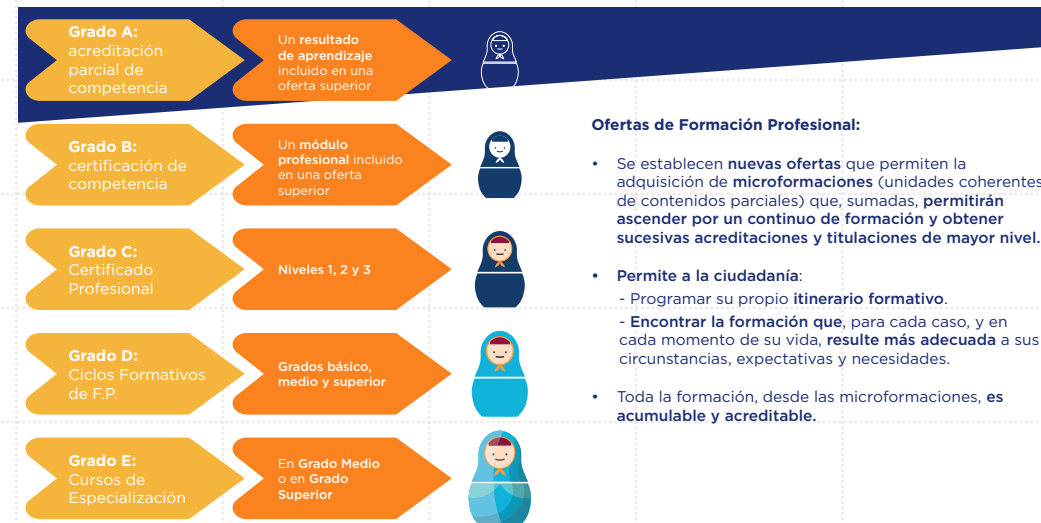 Grado A:
acreditación
parcial de
competencia
Un resultado
de aprendizaje
incluido en una
oferta superior
Grado B:
certificación de
competencia
Un módulo
profesional incluido
en una oferta
superior
Grado C:
Certificado
Profesional
Niveles 1, 2 y 3
Grado D:
Ciclos Formativos
de F.P.
Grados básico,
medio y superior
Grado E:
Cursos de
Especialización
En Grado Medio
o en Grado
Superior
Ofertas de Formación Profesional:
• Se establecen nuevas ofertas que permiten la
adquisición de microformaciones (unidades coherentes
de contenidos parciales) que, sumadas, permitirán
ascender por un continuo de formación y obtener
sucesivas acreditaciones y titulaciones de mayor nivel.
• Permite a la ciudadanía:
- Programar su propio itinerario formativo.
- Encontrar la formación que, para cada caso, y en
cada momento de su vida, resulte más adecuada a sus
circunstancias, expectativas y necesidades.
• Toda la formación, desde las microformaciones, es
acumulable y acreditable.